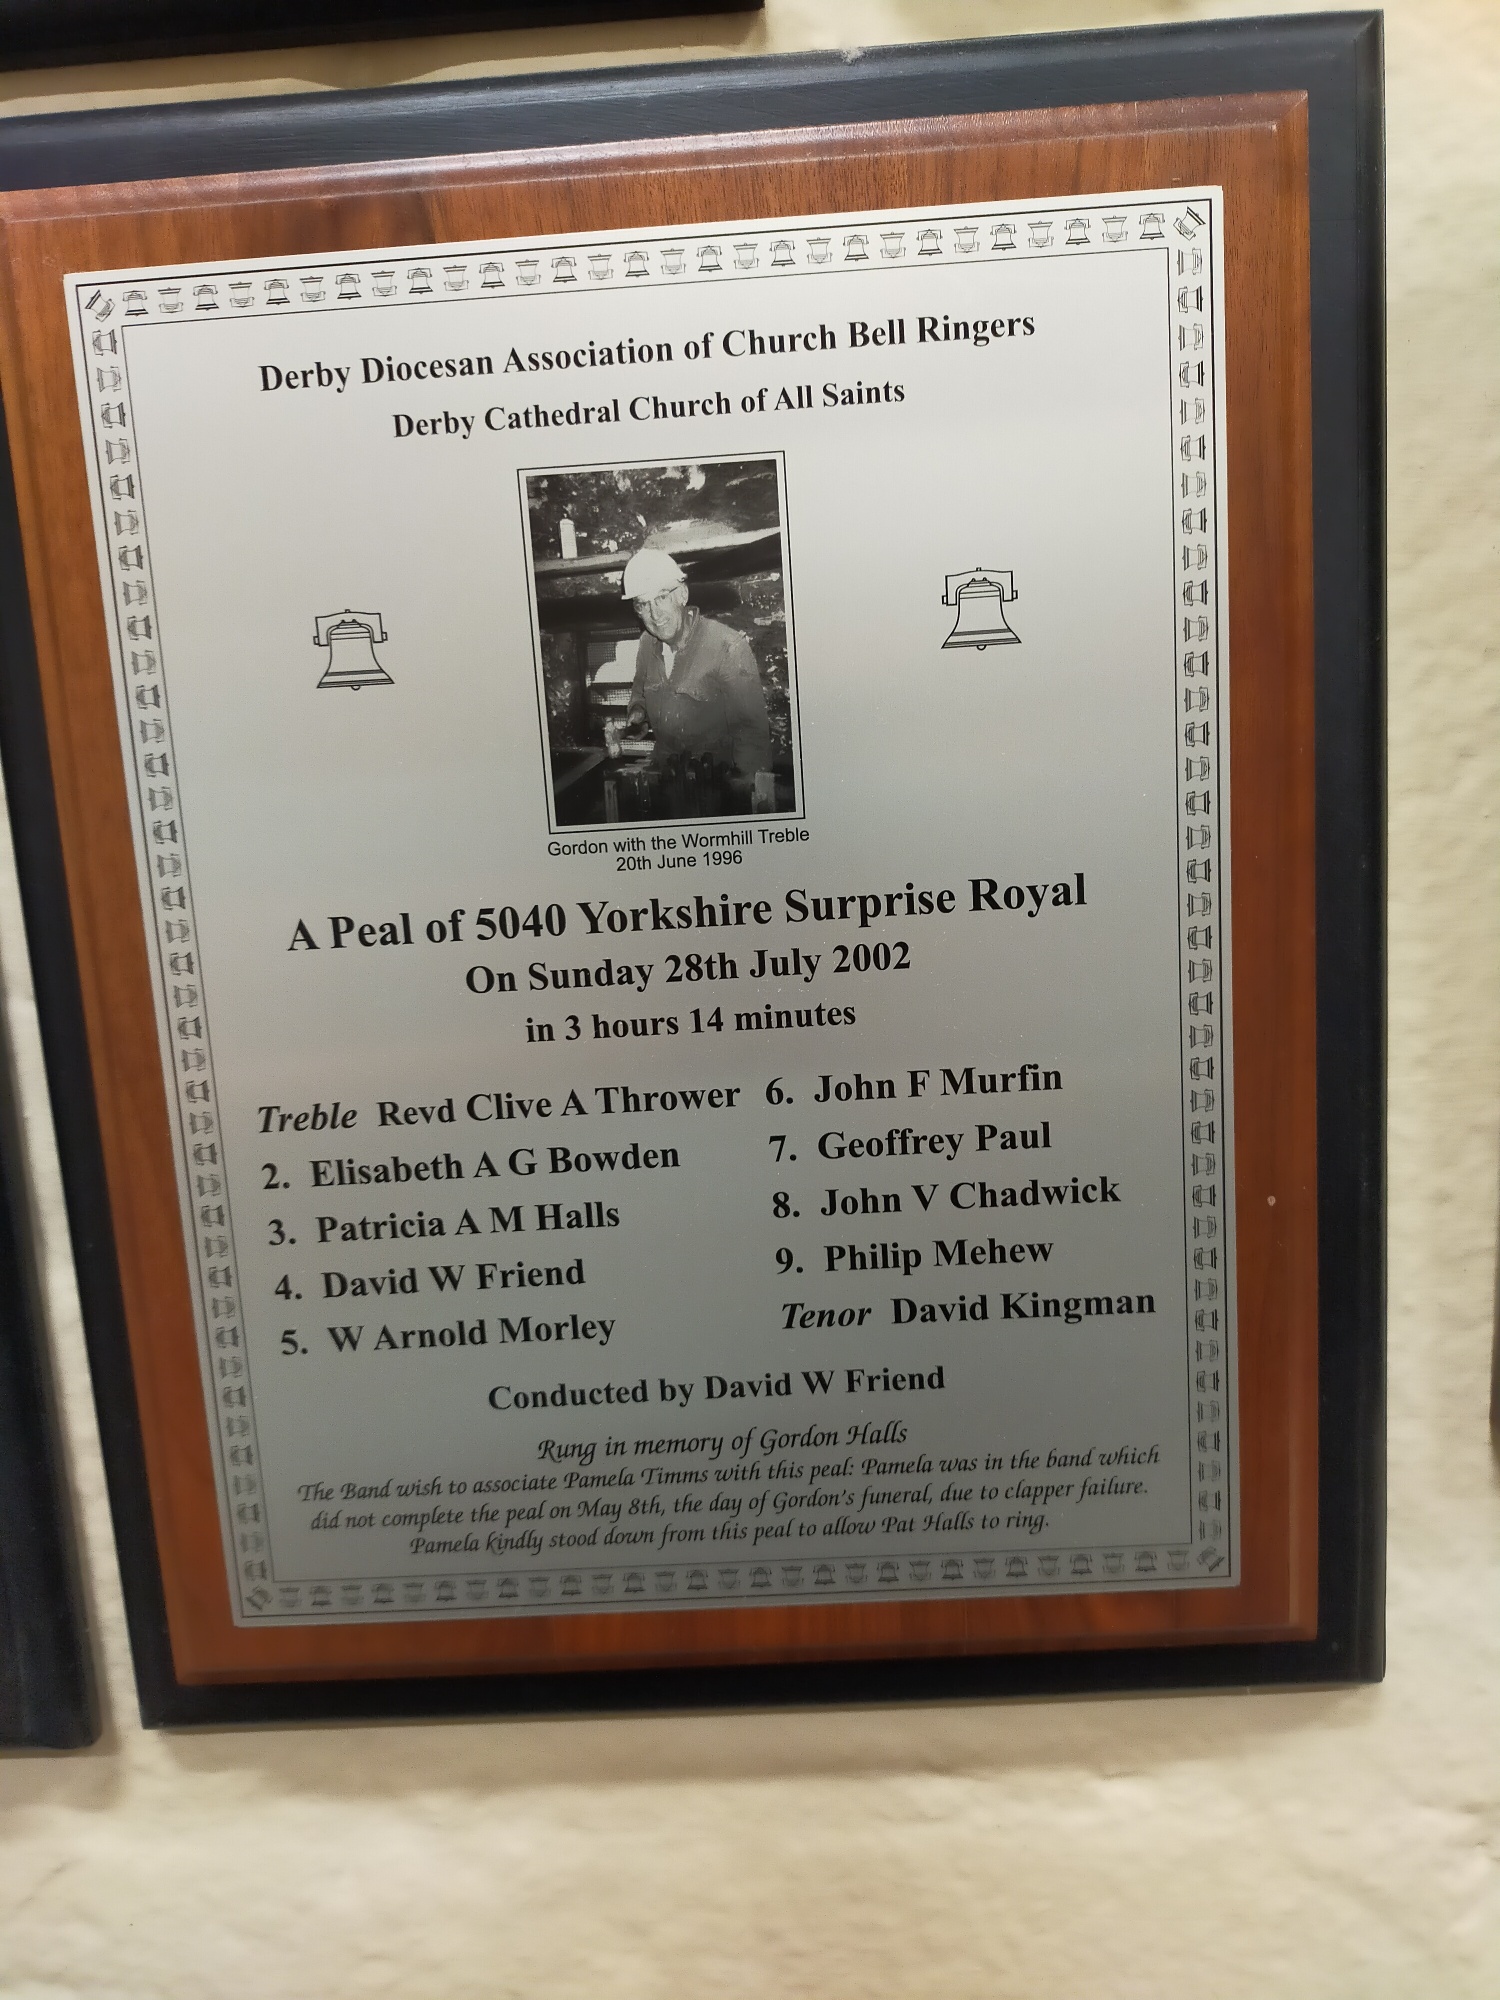 Derby Diocesan Association of Church Bell Ringers
Derby Cathedral Church of All Saints
Gordon with the Wormhill Treble
20th June 1996
A Peal of 5040 Yorkshire Surprise Royal
On Sunday 28th July 2002
in 3 hours 14 minutes
Treble Revd Clive A Thrower
2. Elisabeth A G Bowden
3. Patricia A M Halls
4. David W Friend
5. W Arnold Morley
6. John F Murfin
7. Geoffrey Paul
8. John V Chadwick
9. Philip Mehew
Tenor David Kingman
Conducted by David W Friend
Rung in memory of Gordon Halls
The Band wish to associate Pamela Timms with this peal: Pamela was in the band which
did not complete the peal on May 8th, the day of Gordon's funeral, due to clapper failure.
Pamela kindly stood down from this peal to allow Pat Halls to ring.